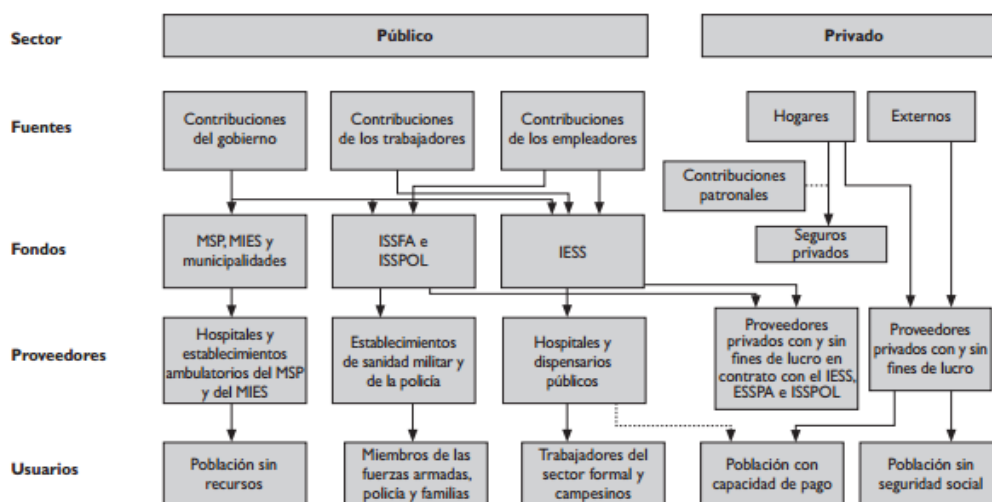 Sector
Público
Privado
Fuentes
Contribuciones
del gobierno
Contribuciones
de los trabajadores
Contribuciones
de los empleadores
Hogares
Externos
Contribuciones
patronales
Fondos
MSP, MIES y
municipalidades
ISSFA e
ISSPOL
IESS
Seguros
privados
Proveedores
Hospitales y
establecimientos
ambulatorios del MSP
y del MIES
Establecimientos
de sanidad militar y
de la policía
Hospitales y
dispensarios
públicos
Proveedores
privados con y sin
fines de lucro en
contrato con el IESS,
ESSPA e ISSPOL
Proveedores
privados con y sin
fines de lucro
Usuarios
Población sin
recursos
Miembros de las
fuerzas armadas,
policía y familias
Trabajadores del
sector formal y
campesinos
Población con
capacidad de pago
Población sin
seguridad social